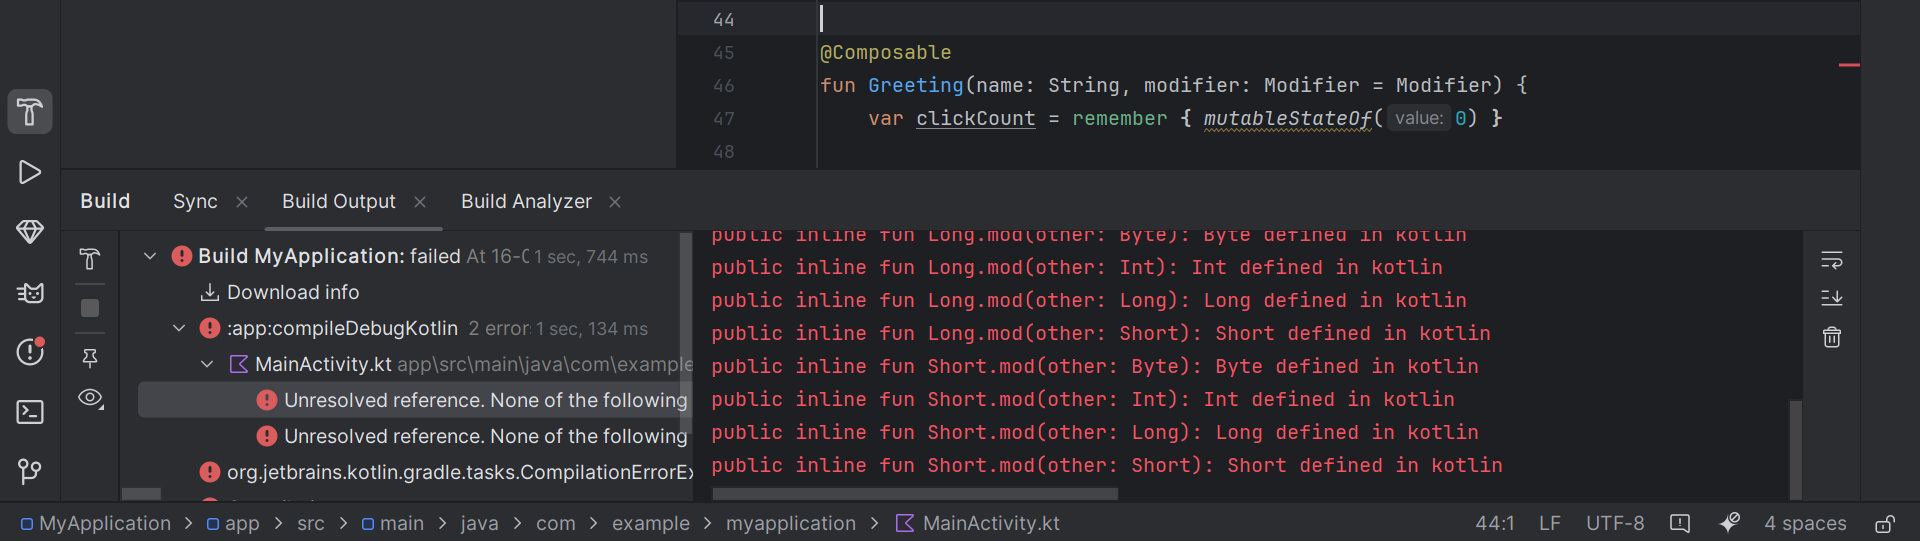 44
45 @Composable
46 fun Greeting(name: String, modifier: Modifier = Modifier) {
47 var clickCount = remember { mutableStateOf( value: 0) }
48
Build Sync Build Output Build Analyzer
Build MyApplication: failed At 16-0 1 sec, 744 ms
Download info
:app:compileDebugKotlin 2 error 1 sec, 134 ms
MainActivity.kt app\src\main\java\com\example
Unresolved reference. None of the following
Unresolved reference. None of the following
org.jetbrains.kotlin.gradle.tasks.CompilationErrorEx
public inline fun Long.mod(other: Byte): Byte defined in kotlin
public inline fun Long.mod(other: Int): Int defined in kotlin
public inline fun Long.mod(other: Long): Long defined in kotlin
public inline fun Long.mod(other: Short): Short defined in kotlin
public inline fun Short.mod(other: Byte): Byte defined in kotlin
public inline fun Short.mod(other: Int): Int defined in kotlin
public inline fun Short.mod(other: Long): Long defined in kotlin
public inline fun Short.mod(other: Short): Short defined in kotlin
MyApplication > app > src > main > java > com > example > myapplication > MainActivity.kt 44:1 LF UTF-8 4 spaces